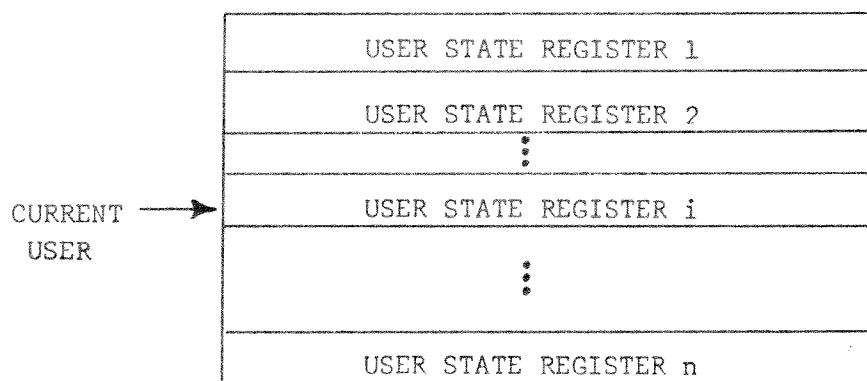 USER STATE REGISTER 1
USER STATE REGISTER 2
CURRENT
USER
USER STATE REGISTER i
USER STATE REGISTER n